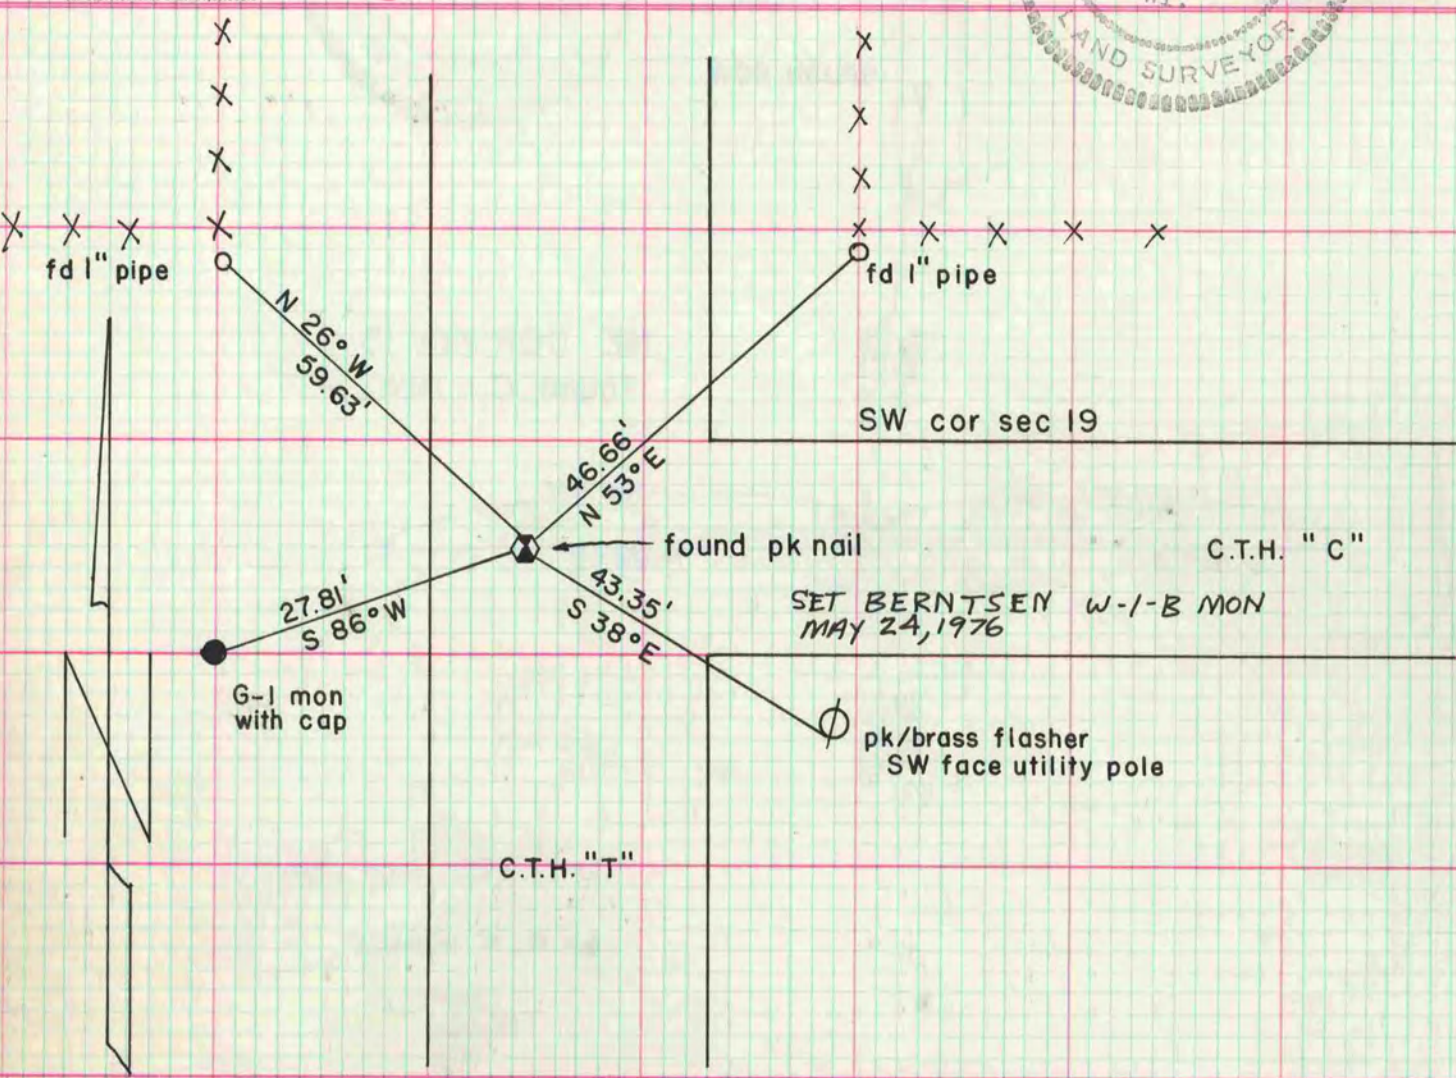 LAND SURVEYOR
fd 1" pipe
fd 1" pipe
N 26° W
59.63'
SW cor sec 19
46.66'
N 53° E
found pk nail
C.T.H. "C"
27.81'
S 86° W
43.35'
S 38° E
SET BERNTSEN W-1-B MON
MAY 24, 1976
G-1 mon
with cap
pk/brass flasher
SW face utility pole
C.T.H. "T"
N